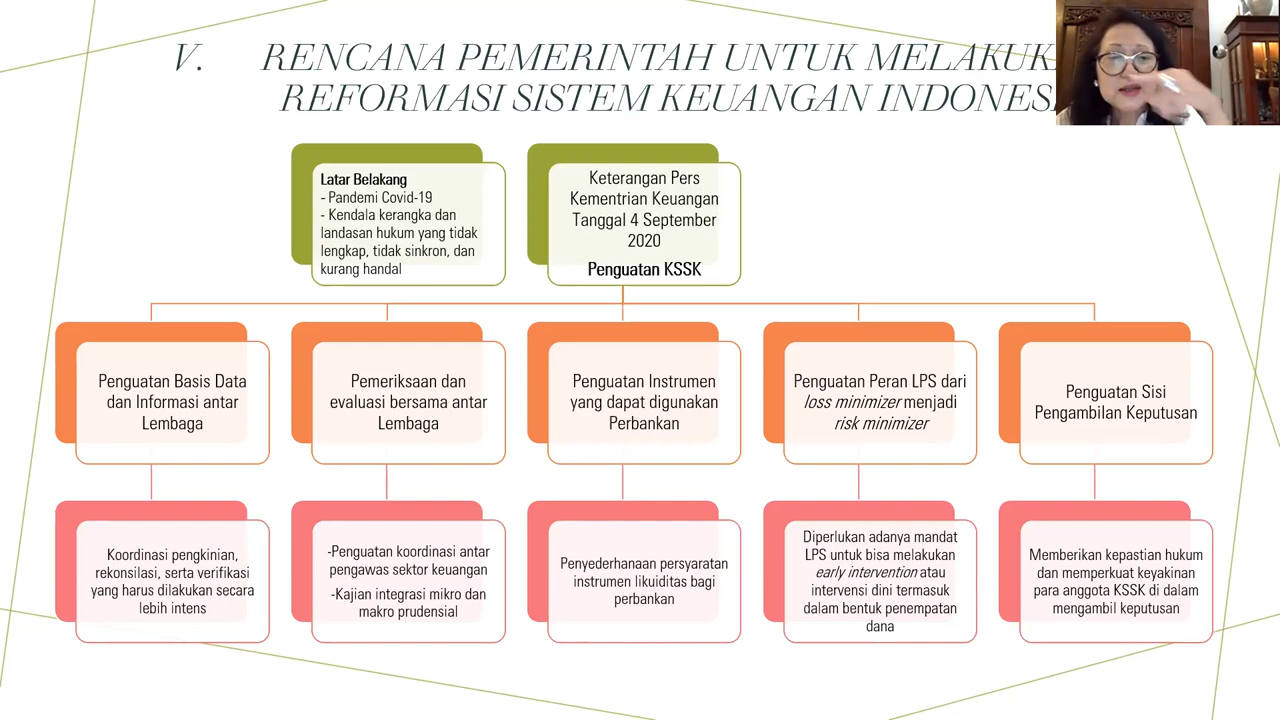 V. RENCANA PEMERINTAH UNTUK
REFORMASI SISTEM KEUANGAN
Latar Belakang
- Pandemi Covid-19
- Kendala kerangka dan
landasan hukum yang tidak
lengkap, tidak sinkron, dan
kurang handal
Keterangan Pers
Kementrian Keuangan
Tanggal 4 September
2020
Penguatan KSSK
Penguatan Basis Data
dan Informasi antar
Lembaga
Pemeriksaan dan
evaluasi bersama antar
Lembaga
Penguatan Instrumen
yang dapat digunakan
Perbankan
Penguatan Peran LPS dari
loss minimizer menjadi
risk minimizer
Penguatan Sisi
Pengambilan Keputusan
Koordinasi pengkinian,
rekonsilasi, serta verifikasi
yang harus dilakukan secara
lebih intens
-Penguatan koordinasi antar
pengawas sektor keuangan
-Kajian integrasi mikro dan
makro prudensial
Penyederhanaan persyaratan
instrumen likuiditas bagi
perbankan
Diperlukan adanya mandat
LPS untuk bisa melakukan
early intervention atau
intervensi dini termasuk
dalam bentuk penempatan
dana
Memberikan kepastian hukum
dan memperkuat keyakinan
para anggota KSSK di dalam
mengambil keputusan